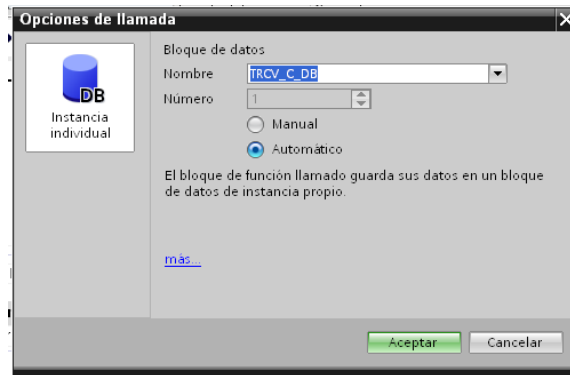 Opciones de llamada
DB
Instancia
individual
Bloque de datos
Nombre
TRCV_C_DB
Número
1
Manual
Automático
El bloque de función llamado guarda sus datos en un bloque
de datos de instancia propio.
más...
Aceptar
Cancelar